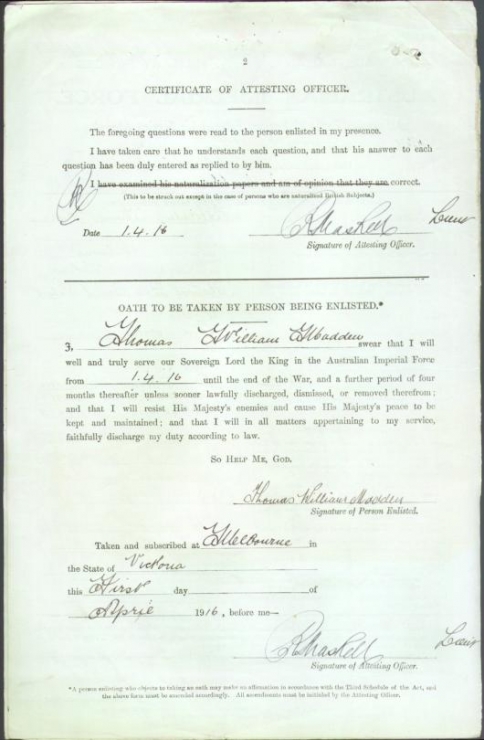 2
CERTIFICATE OF ATTESTING OFFICER.
The foregoing questions were read to the person enlisted in my presence.
I have taken care that he understands each question, and that his answer to each
question has been duly entered as replied to by him.
I have examined his naturalization papers and am of opinion that they are correct.
(This to be struck out except in the case of persons who are naturalized British Subjects.)
Date 1.4.16
Lieut
Signature of Attesting Officer.
OATH TO BE TAKEN BY PERSON BEING ENLISTED.*
3, Thomas William Madden swear that I will
well and truly serve our Sovereign Lord the King in the Australian Imperial Force
from 1.4.16 until the end of the War, and a further period of four
months thereafter unless sooner lawfully discharged, dismissed, or removed therefrom;
and that I will resist His Majesty's enemies and cause His Majesty's peace to be
kept and maintained; and that I will in all matters appertaining to my service,
faithfully discharge my duty according to law.
SO HELP ME, GOD.
Thomas William Madden
Signature of Person Enlisted.
Taken and subscribed at Melbourne in
the State of Victoria
this First day of
April 1916, before me—
Lieut
Signature of Attesting Officer.
*A person enlisting who objects to taking an oath may make an affirmation in accordance with the Third Schedule of the Act, and
the above form must be amended accordingly. All amendments must be initialed by the Attesting Officer.